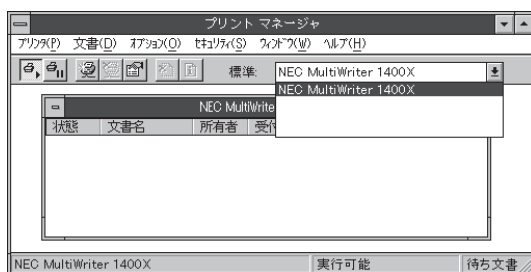 プリント マネージャ
プリンタ(P) 文書(D) オプション(O) セキュリティ(S) ウィンドウ(W) ヘルプ(H)
標準: NEC MultiWriter 1400X
NEC MultiWriter 1400X
NEC MultiWrite
状態 文書名 所有者 受付
NEC MultiWriter 1400X 実行可能 待ち文書